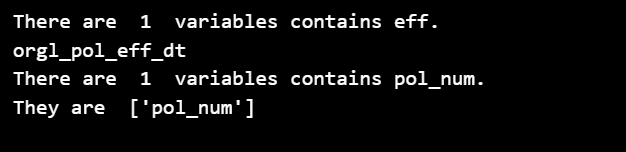 There are  1  variables contains eff.
orgl_pol_eff_dt
There are  1  variables contains pol_num.
They are  ['pol_num']